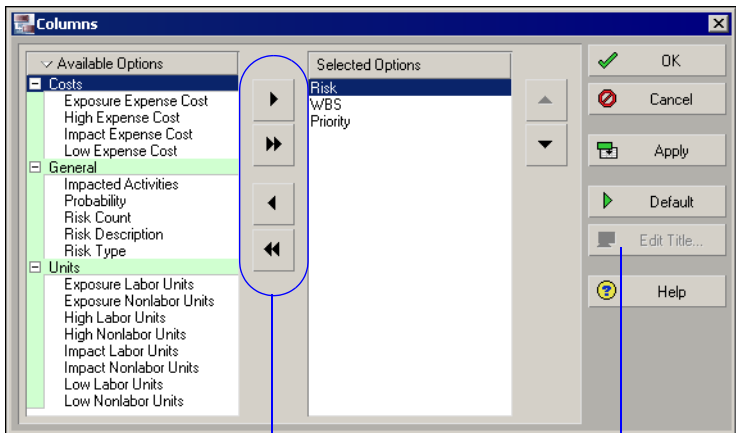 Columns
Available Options
Costs
Exposure Expense Cost
High Expense Cost
Impact Expense Cost
Low Expense Cost
General
Impacted Activities
Probability
Risk Count
Risk Description
Risk Type
Units
Exposure Labor Units
Exposure Nonlabor Units
High Labor Units
High Nonlabor Units
Impact Labor Units
Impact Nonlabor Units
Low Labor Units
Low Nonlabor Units
Selected Options
Risk
WBS
Priority
OK
Cancel
Apply
Default
Edit Title...
Help